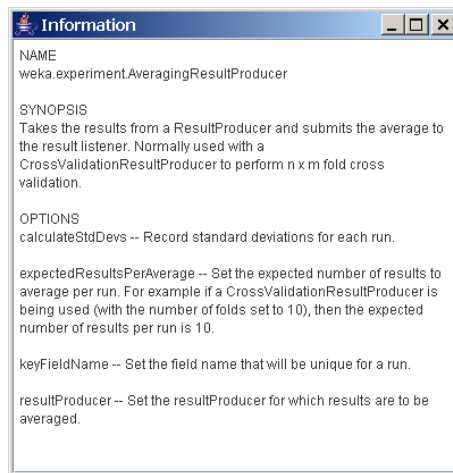 Information
NAME
weka.experiment.AveragingResultProducer
SYNOPSIS
Takes the results from a ResultProducer and submits the average to
the result listener. Normally used with a
CrossValidationResultProducer to perform n x m fold cross
validation.
OPTIONS
calculateStdDevs -- Record standard deviations for each run.
expectedResultsPerAverage -- Set the expected number of results to
average per run. For example if a CrossValidationResultProducer is
being used (with the number of folds set to 10), then the expected
number of results per run is 10.
keyFieldName -- Set the field name that will be unique for a run.
resultProducer -- Set the resultProducer for which results are to be
averaged.